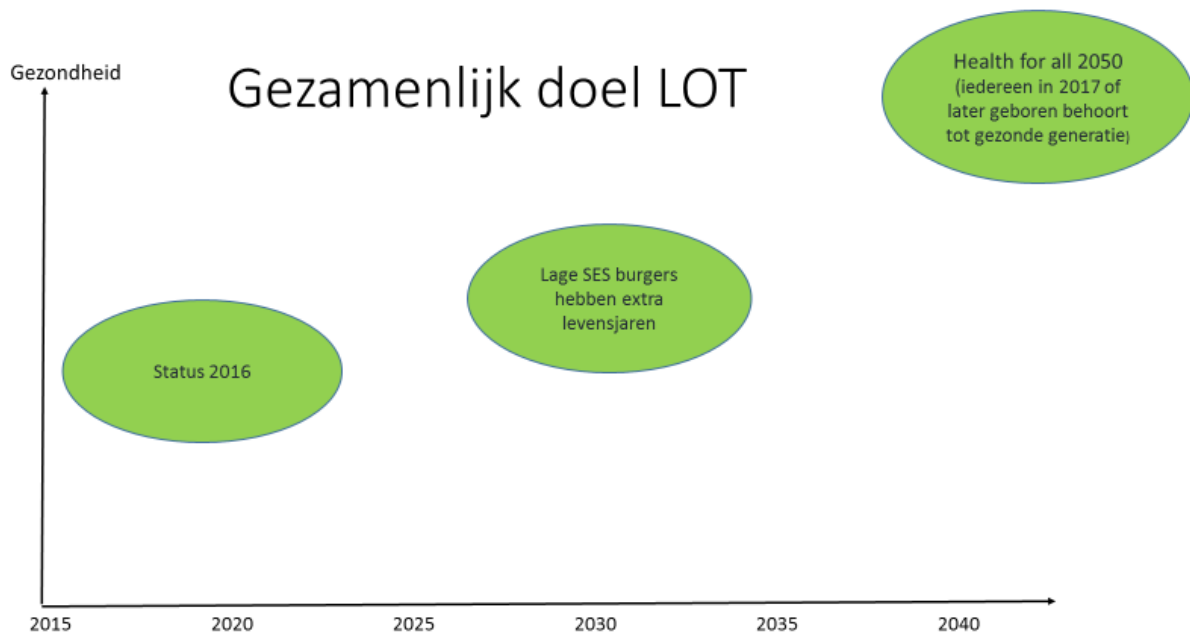 Gezamenlijk doel LOT
Gezondheid
Health for all 2050
(iedereen in 2017 of
later geboren behoort
tot gezonde generatie)
Lage SES burgers
hebben extra
levensjaren
Status 2016
2015
2020
2025
2030
2035
2040